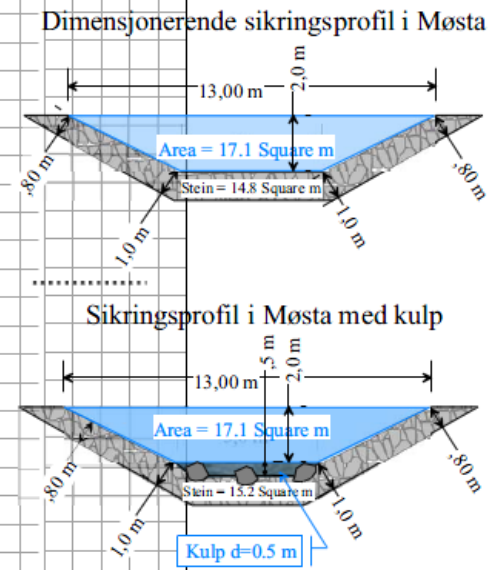 Dimensjonerende sikringsprofil i Møsta
13,00 m
2,0 m
Area = 17.1 Square m
Stein = 14.8 Square m
,80 m
,80 m
1,0 m
1,0 m
Sikringsprofil i Møsta med kulp
13,00 m
,5 m
2,0 m
Area = 17.1 Square m
Stein = 15.2 Square m
,80 m
,80 m
1,0 m
1,0 m
Kulp d=0.5 m